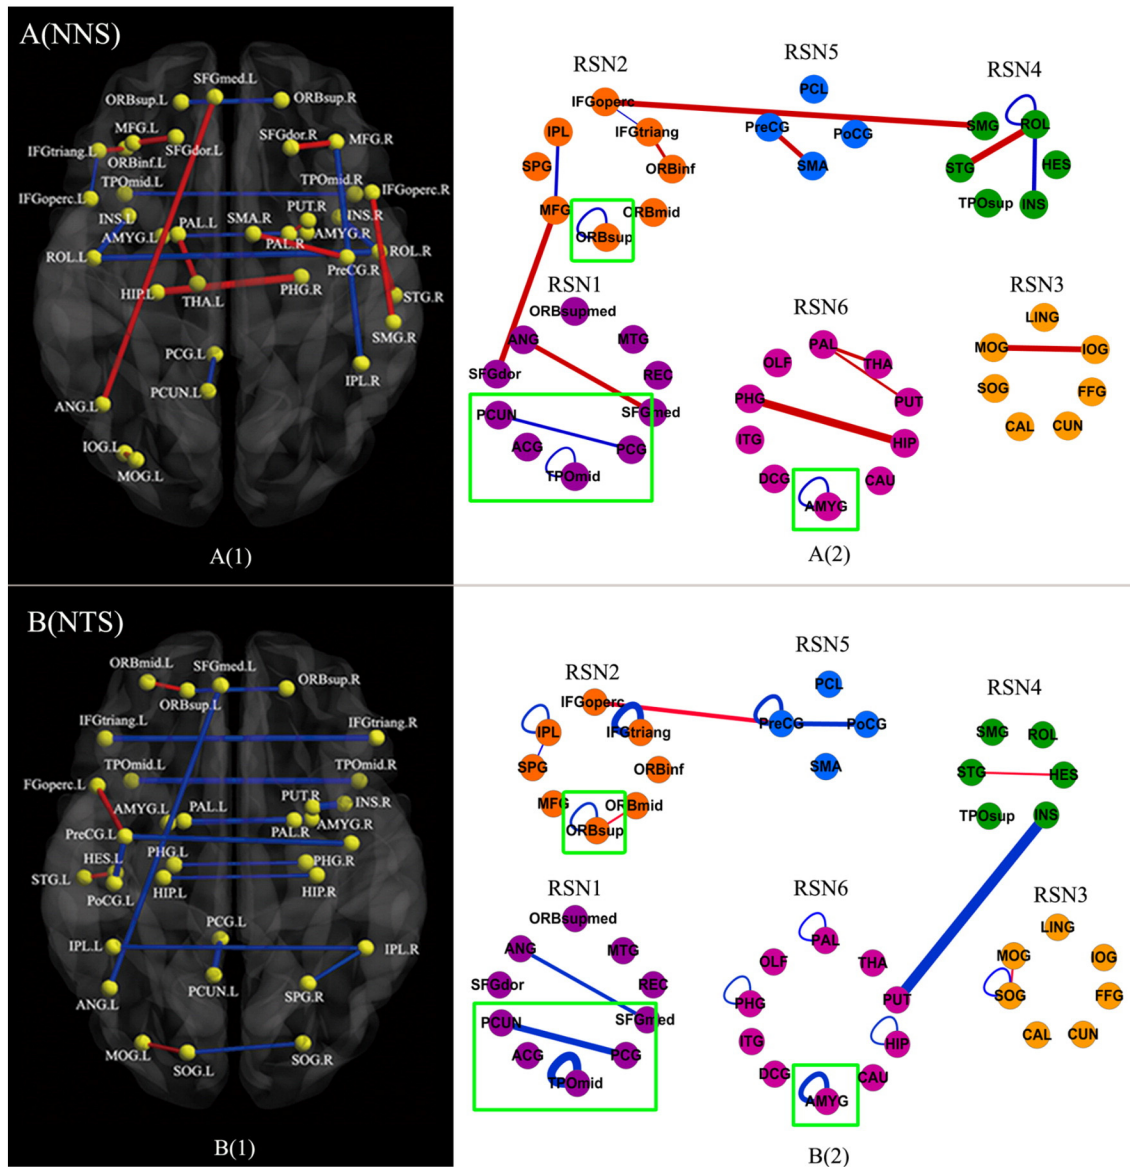 A(NNS)
SFGmed.L
ORBsup.L
ORBsup.R
MFG.L
SFGdor.R
MFG.R
IFGtriang.L
SFGdor.L
ORBinf.L
TPOmid.L
TPOmid.R
IFGoperc.L
IFGoperc.R
INS.L
PAL.L
SMA.R
PUT.R
INS.R
AMYG.L
AMYG.R
PAL.R
ROL.L
ROL.R
PreCG.R
HIP.L
THA.L
PHG.R
STG.R
SMG.R
PCG.L
PCUN.L
IPL.R
ANG.L
IOG.L
MOG.L
A(1)
RSN2
RSN5
RSN4
IFGoperc
PCL
IPL
IFGtriang
PreCG
PoCG
SMG
ROL
SPG
ORBinf
SMA
STG
HES
MFG
ORBmid
TPOsup
INS
ORBsup
RSN1
RSN6
RSN3
ORBsupmed
LING
ANG
MTG
PAL
THA
MOG
IOG
OLF
SFGdor
REC
SOG
FFG
PCUN
SFGmed
PHG
PUT
CAL
CUN
ACG
PCG
ITG
HIP
TPOmid
DCG
CAU
AMYG
A(2)
B(NTS)
ORBmid.L
SFGmed.L
ORBsup.R
ORBsup.L
IFGtriang.L
IFGtriang.R
TPOmid.L
TPOmid.R
FGoperc.L
AMYG.L
PAL.L
PUT.R
INS.R
PreCG.L
PAL.R
AMYG.R
HES.L
PHG.L
PHG.R
STG.L
PoCG.L
HIP.L
HIP.R
PCG.L
IPL.L
IPL.R
ANG.L
PCUN.L
SPG.R
MOG.L
SOG.L
SOG.R
B(1)
RSN2
RSN5
RSN4
IFGoperc
PCL
IPL
IFGtriang
PreCG
PoCG
SMG
ROL
SPG
ORBinf
SMA
STG
HES
MFG
ORBmid
TPOsup
INS
ORBsup
RSN1
RSN6
RSN3
ORBsupmed
LING
ANG
MTG
PAL
MOG
IOG
OLF
THA
SFGdor
REC
PHG
PUT
SOG
FFG
PCUN
SFGmed
ITG
HIP
CAL
CUN
ACG
PCG
TPOmid
DCG
CAU
AMYG
B(2)